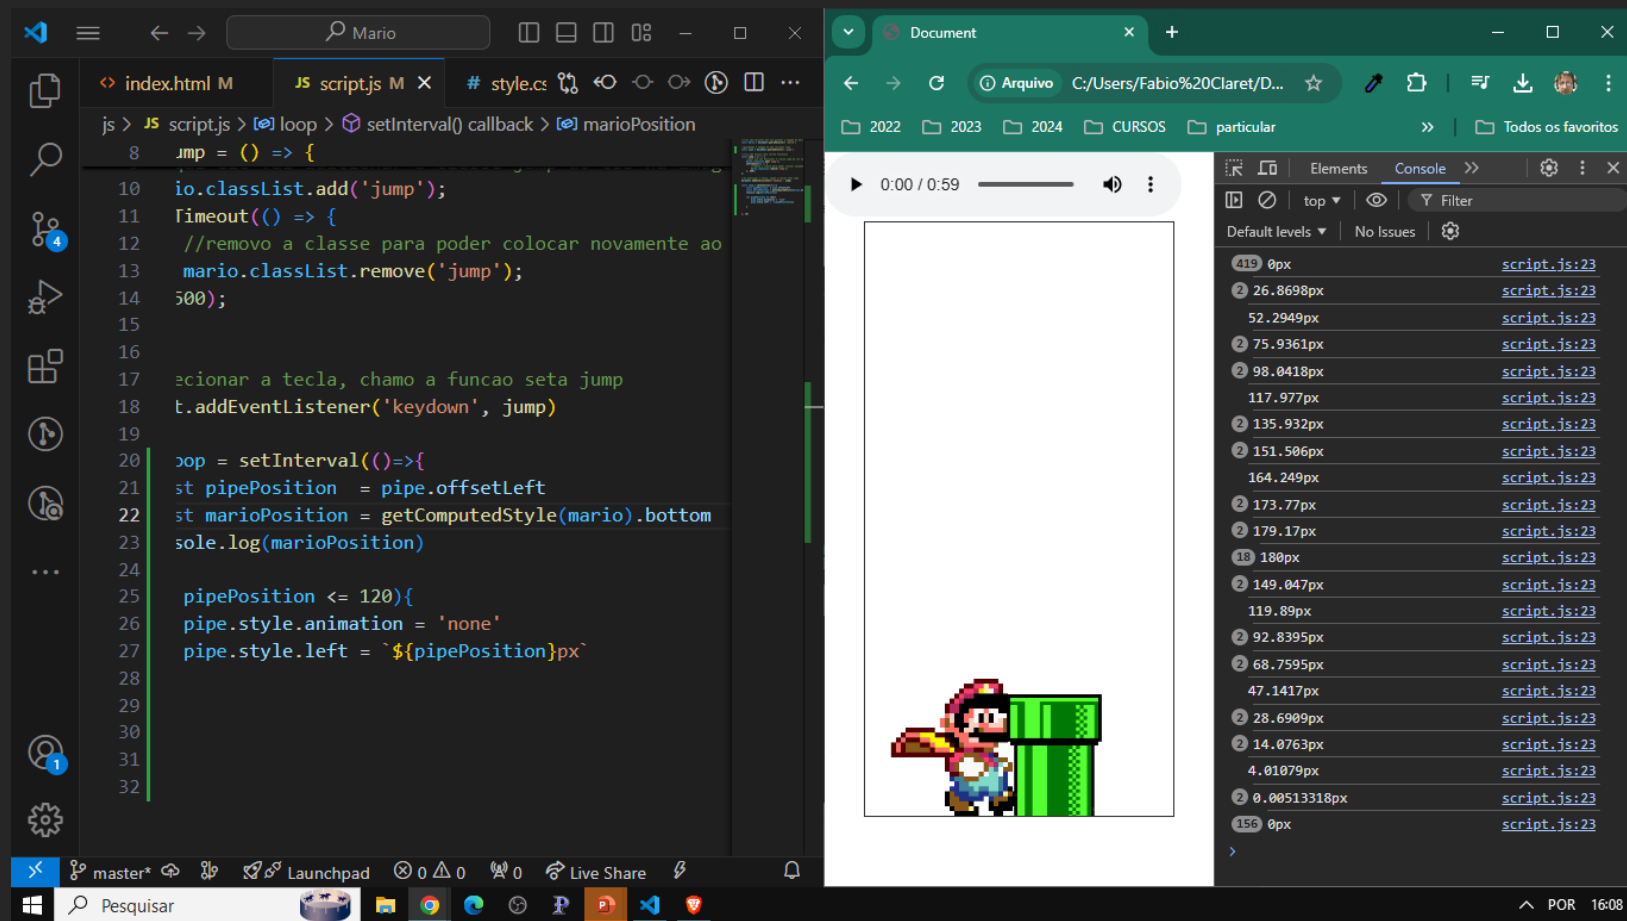 Mario
index.html M
JS script.js M
# style.cs
js > JS script.js > loop > setInterval() callback > marioPosition
8 ump = () => {
10 io.classList.add('jump');
11 Timeout(() => {
12 //removo a classe para poder colocar novamente ao
13 mario.classList.remove('jump');
14 500);
15
16
17 ecionar a tecla, chamo a funcao seta jump
18 t.addEventListener('keydown', jump)
19
20 oop = setInterval(()=>{
21 st pipePosition = pipe.offsetLeft
22 st marioPosition = getComputedStyle(mario).bottom
23 sole.log(marioPosition)
24
25 pipePosition <= 120){
26 pipe.style.animation = 'none'
27 pipe.style.left = `${pipePosition}px`
28
29
30
31
32
4
1
master*
Launchpad
0
0
0
Live Share
Document
Arquivo C:/Users/Fabio%20Claret/D...
2022
2023
2024
CURSOS
particular
Todos os favoritos
0:00 / 0:59
Elements
Console
top
Filter
Default levels
No Issues
419 0px script.js:23
2 26.8698px script.js:23
52.2949px script.js:23
2 75.9361px script.js:23
2 98.0418px script.js:23
117.977px script.js:23
2 135.932px script.js:23
2 151.506px script.js:23
164.249px script.js:23
2 173.77px script.js:23
2 179.17px script.js:23
18 180px script.js:23
2 149.047px script.js:23
119.89px script.js:23
2 92.8395px script.js:23
2 68.7595px script.js:23
47.1417px script.js:23
2 28.6909px script.js:23
2 14.0763px script.js:23
4.01079px script.js:23
2 0.00513318px script.js:23
156 0px script.js:23
Pesquisar
POR
16:08